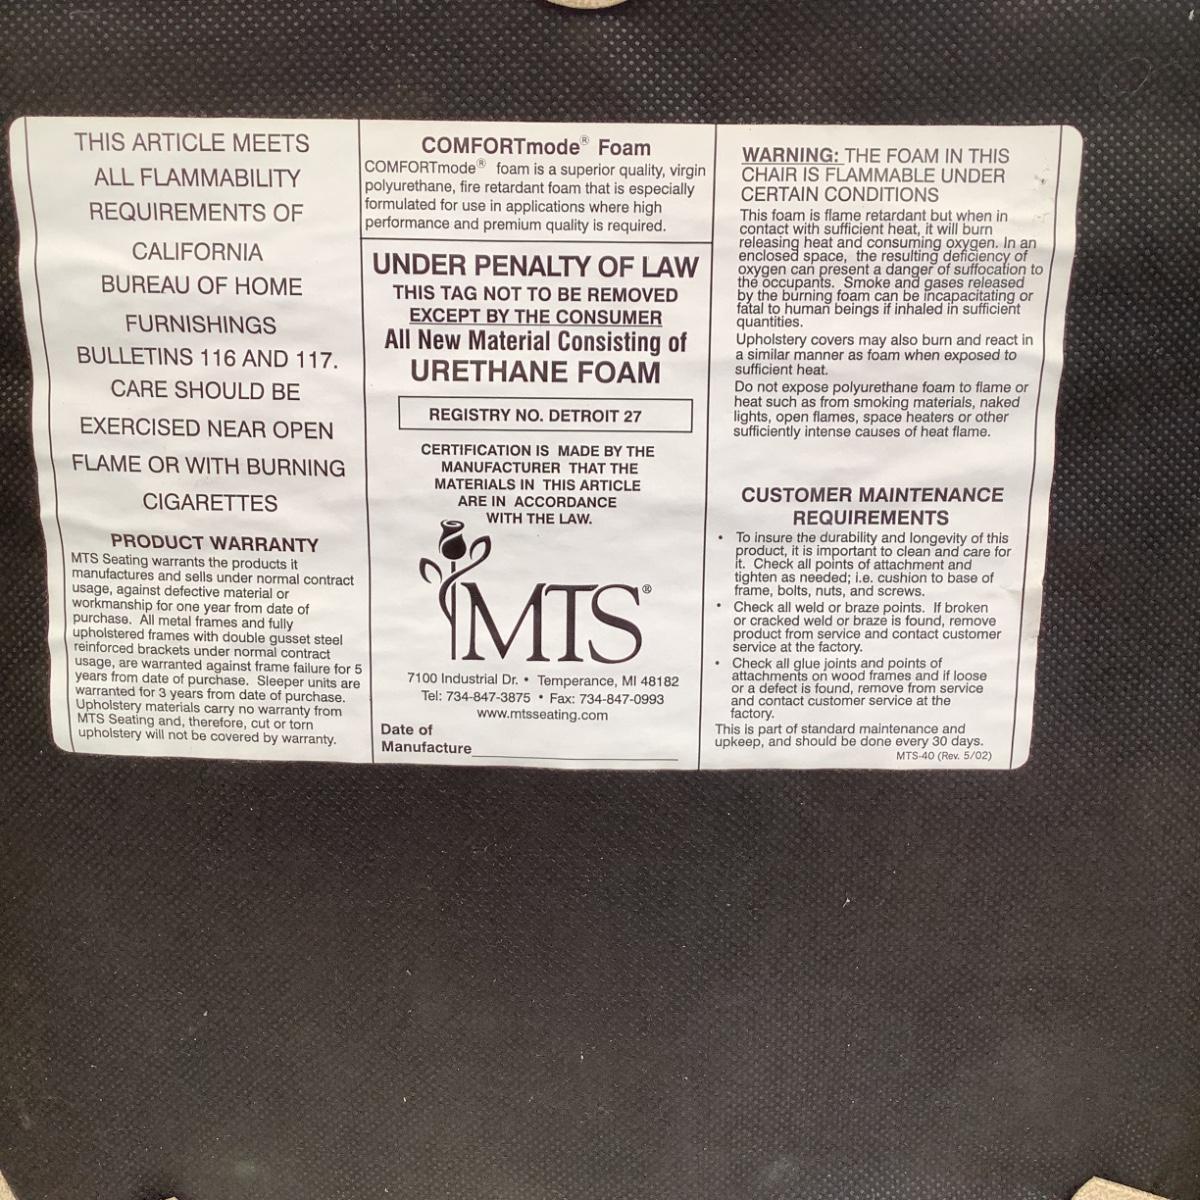 THIS ARTICLE MEETS
ALL FLAMMABILITY
REQUIREMENTS OF
CALIFORNIA
BUREAU OF HOME
FURNISHINGS
BULLETINS 116 AND 117.
CARE SHOULD BE
EXERCISED NEAR OPEN
FLAME OR WITH BURNING
CIGARETTES
PRODUCT WARRANTY
MTS Seating warrants the products it
manufactures and sells under normal contract
usage, against defective material or
workmanship for one year from date of
purchase. All metal frames and fully
upholstered frames with double gusset steel
reinforced brackets under normal contract
usage, are warranted against frame failure for 5
years from date of purchase. Sleeper units are
warranted for 3 years from date of purchase.
Upholstery materials carry no warranty from
MTS Seating and, therefore, cut or torn
upholstery will not be covered by warranty.
COMFORTmode® Foam
COMFORTmode® foam is a superior quality, virgin
polyurethane, fire retardant foam that is especially
formulated for use in applications where high
performance and premium quality is required.
UNDER PENALTY OF LAW
THIS TAG NOT TO BE REMOVED
EXCEPT BY THE CONSUMER
All New Material Consisting of
URETHANE FOAM
REGISTRY NO. DETROIT 27
CERTIFICATION IS MADE BY THE
MANUFACTURER THAT THE
MATERIALS IN THIS ARTICLE
ARE IN ACCORDANCE
WITH THE LAW.
MTS®
7100 Industrial Dr. • Temperance, MI 48182
Tel: 734-847-3875 • Fax: 734-847-0993
www.mtsseating.com
Date of
Manufacture
WARNING: THE FOAM IN THIS
CHAIR IS FLAMMABLE UNDER
CERTAIN CONDITIONS
This foam is flame retardant but when in
contact with sufficient heat, it will burn
releasing heat and consuming oxygen. In an
enclosed space, the resulting deficiency of
oxygen can present a danger of suffocation to
the occupants. Smoke and gases released
by the burning foam can be incapacitating or
fatal to human beings if inhaled in sufficient
quantities.
Upholstery covers may also burn and react in
a similar manner as foam when exposed to
sufficient heat.
Do not expose polyurethane foam to flame or
heat such as from smoking materials, naked
lights, open flames, space heaters or other
sufficiently intense causes of heat flame.
CUSTOMER MAINTENANCE
REQUIREMENTS
• To insure the durability and longevity of this
product, it is important to clean and care for
it. Check all points of attachment and
tighten as needed; i.e. cushion to base of
frame, bolts, nuts, and screws.
• Check all weld or braze points. If broken
or cracked weld or braze is found, remove
product from service and contact customer
service at the factory.
• Check all glue joints and points of
attachments on wood frames and if loose
or a defect is found, remove from service
and contact customer service at the
factory.
This is part of standard maintenance and
upkeep, and should be done every 30 days.
MTS-40 (Rev. 5/02)